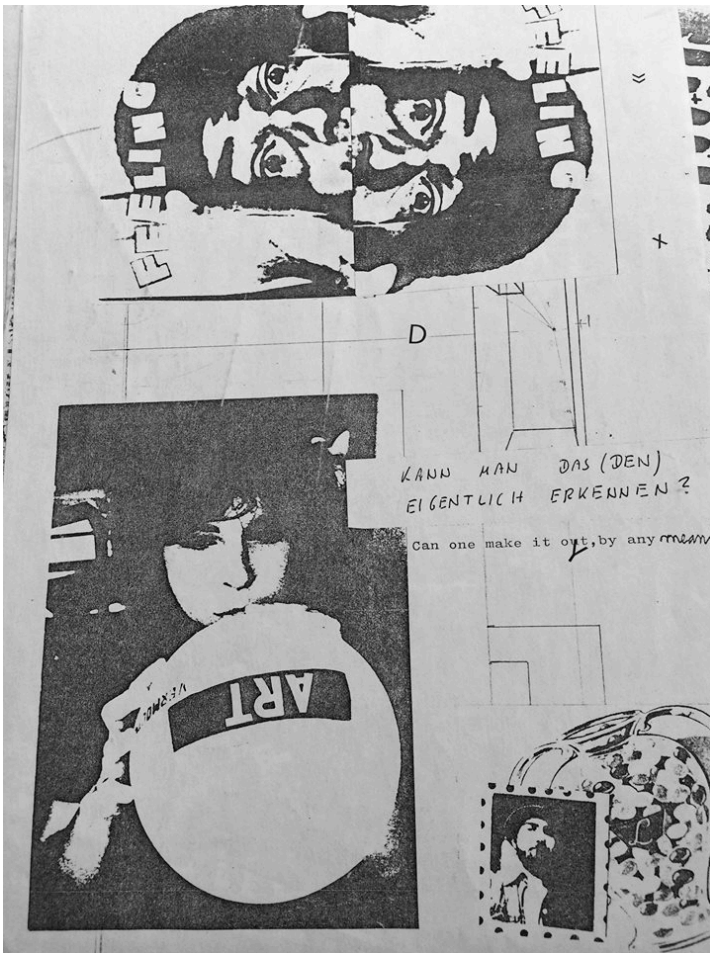 FEELING
FEELING
D
KANN MAN DAS (DEN)
EIGENTLICH ERKENNEN?
Can one make it out, by any mean
ART